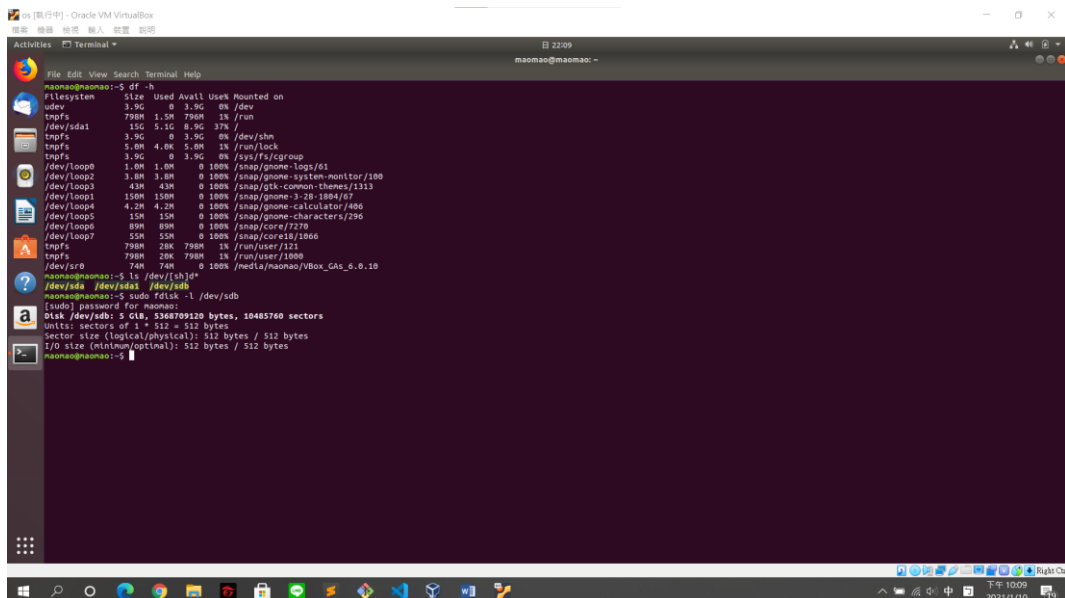 os [執行中] - Oracle VM VirtualBox
檔案 機器 檢視 輸入 裝置 說明
Activities Terminal 日 22:09
maomao@maomao: ~
File Edit View Search Terminal Help
maomao@maomao:~$ df -h
Filesystem Size Used Avail Use% Mounted on
udev 3.9G 0 3.9G 0% /dev
tmpfs 798M 1.5M 796M 1% /run
/dev/sda1 15G 5.1G 8.9G 37% /
tmpfs 3.9G 0 3.9G 0% /dev/shm
tmpfs 5.0M 4.0K 5.0M 1% /run/lock
tmpfs 3.9G 0 3.9G 0% /sys/fs/cgroup
/dev/loop0 1.0M 1.0M 0 100% /snap/gnome-logs/61
/dev/loop2 3.8M 3.8M 0 100% /snap/gnome-system-monitor/100
/dev/loop3 43M 43M 0 100% /snap/gtk-common-themes/1313
/dev/loop1 150M 150M 0 100% /snap/gnome-3-28-1804/67
/dev/loop4 4.2M 4.2M 0 100% /snap/gnome-calculator/406
/dev/loop5 15M 15M 0 100% /snap/gnome-characters/296
/dev/loop6 89M 89M 0 100% /snap/core/7270
/dev/loop7 55M 55M 0 100% /snap/core18/1066
tmpfs 798M 28K 798M 1% /run/user/121
tmpfs 798M 20K 798M 1% /run/user/1000
/dev/sr0 74M 74M 0 100% /media/maomao/VBox_GAs_6.0.10
maomao@maomao:~$ ls /dev/[sh]d*
/dev/sda /dev/sda1 /dev/sdb
maomao@maomao:~$ sudo fdisk -l /dev/sdb
[sudo] password for maomao:
Disk /dev/sdb: 5 GiB, 5368709120 bytes, 10485760 sectors
Units: sectors of 1 * 512 = 512 bytes
Sector size (logical/physical): 512 bytes / 512 bytes
I/O size (minimum/optimal): 512 bytes / 512 bytes
maomao@maomao:~$
Right Ct
中
下午 10:09
2021/1/10